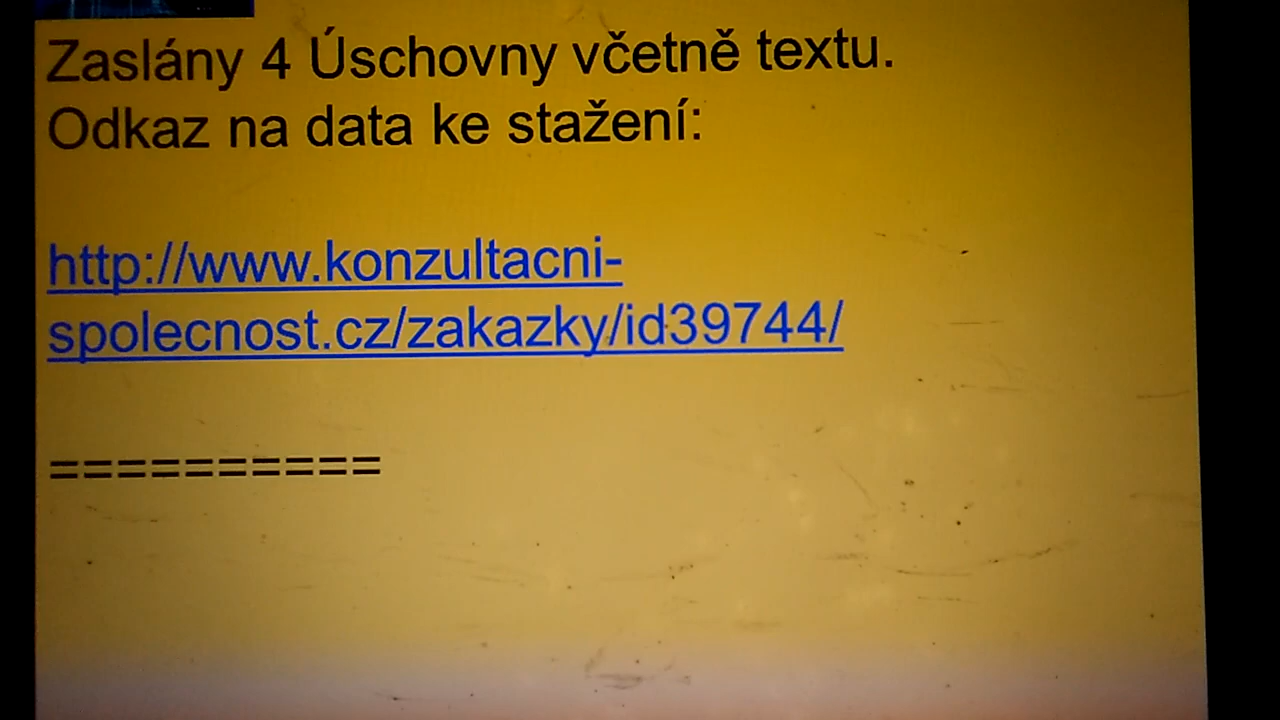 Zaslány 4 Úschovny včetně textu.
Odkaz na data ke stažení:
http://www.konzultacni-
spolecnost.cz/zakazky/id39744/
==========